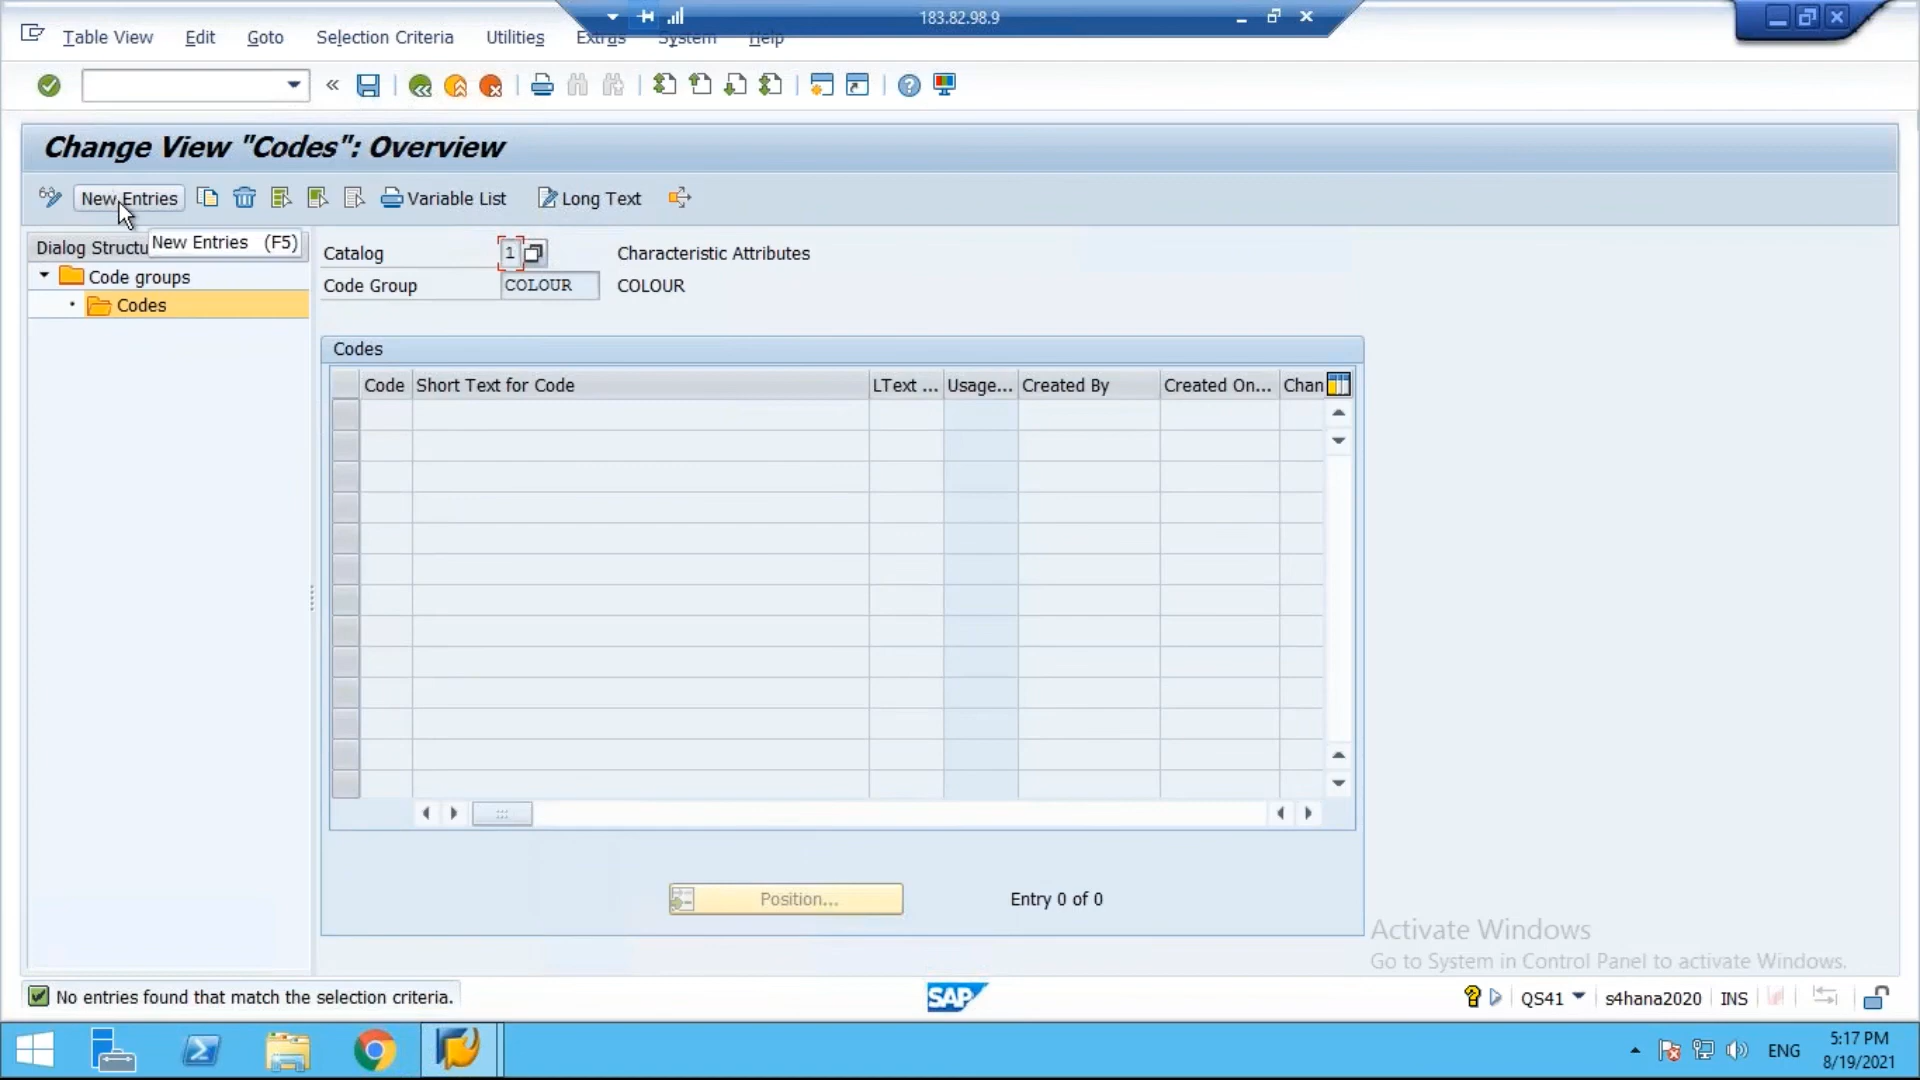 183.82.98.9
Table View Edit Goto Selection Criteria Utilities Extras System Help
Change View "Codes": Overview
New Entries Variable List Long Text
New Entries (F5)
Dialog Structu
Code groups
Codes
Catalog 1 Characteristic Attributes
Code Group COLOUR COLOUR
Codes
Code Short Text for Code LText ... Usage... Created By Created On... Chan
Position... Entry 0 of 0
Activate Windows
Go to System in Control Panel to activate Windows.
No entries found that match the selection criteria. SAP QS41 s4hana2020 INS
ENG 5:17 PM
8/19/2021